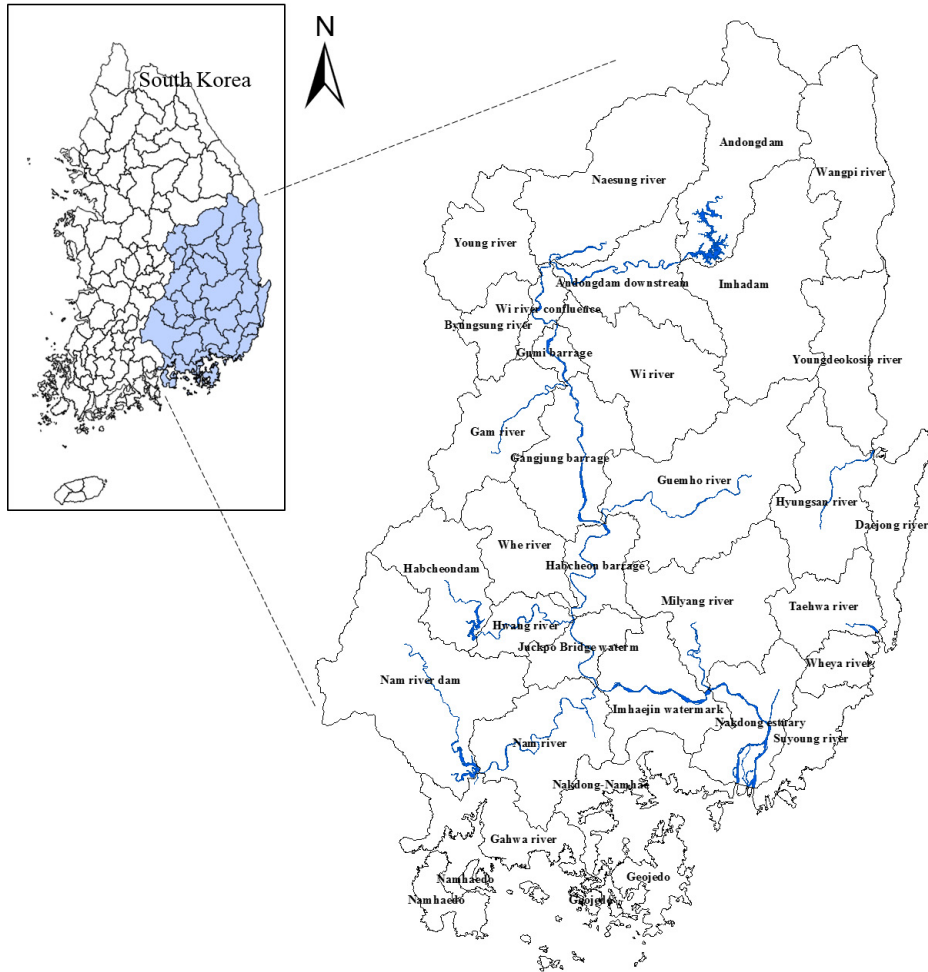 N
South Korea
Andongdam
Wangpi river
Naesung river
Young river
Andongdam downstream
Imhadam
Wi river confluence
Byungsung river
Gumi barrage
Youngdeokosip river
Wi river
Gam river
Gangjung barrage
Guemho river
Hyungsan river
Daejong river
Whe river
Habcheondam
Habcheon barrage
Milyang river
Taehwa river
Hwang river
Juckpo Bridge waterm
Wheya river
Nam river dam
Imhaejin watermark
Nakdong estuary
Suyoung river
Nam river
Nakdong-Namhae
Gahwa river
Namhaedo
Geojedo
Namhaedo
Geojedo